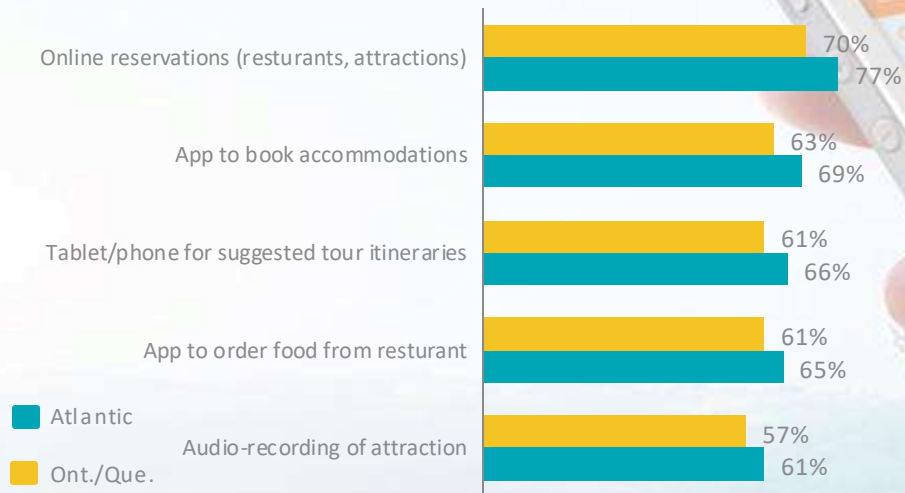 Online reservations (resturants, attractions)
70%
77%
App to book accommodations
63%
69%
Tablet/phone for suggested tour itineraries
61%
66%
App to order food from resturant
61%
65%
Audio-recording of attraction
57%
61%
Atlantic
Ont./Que.